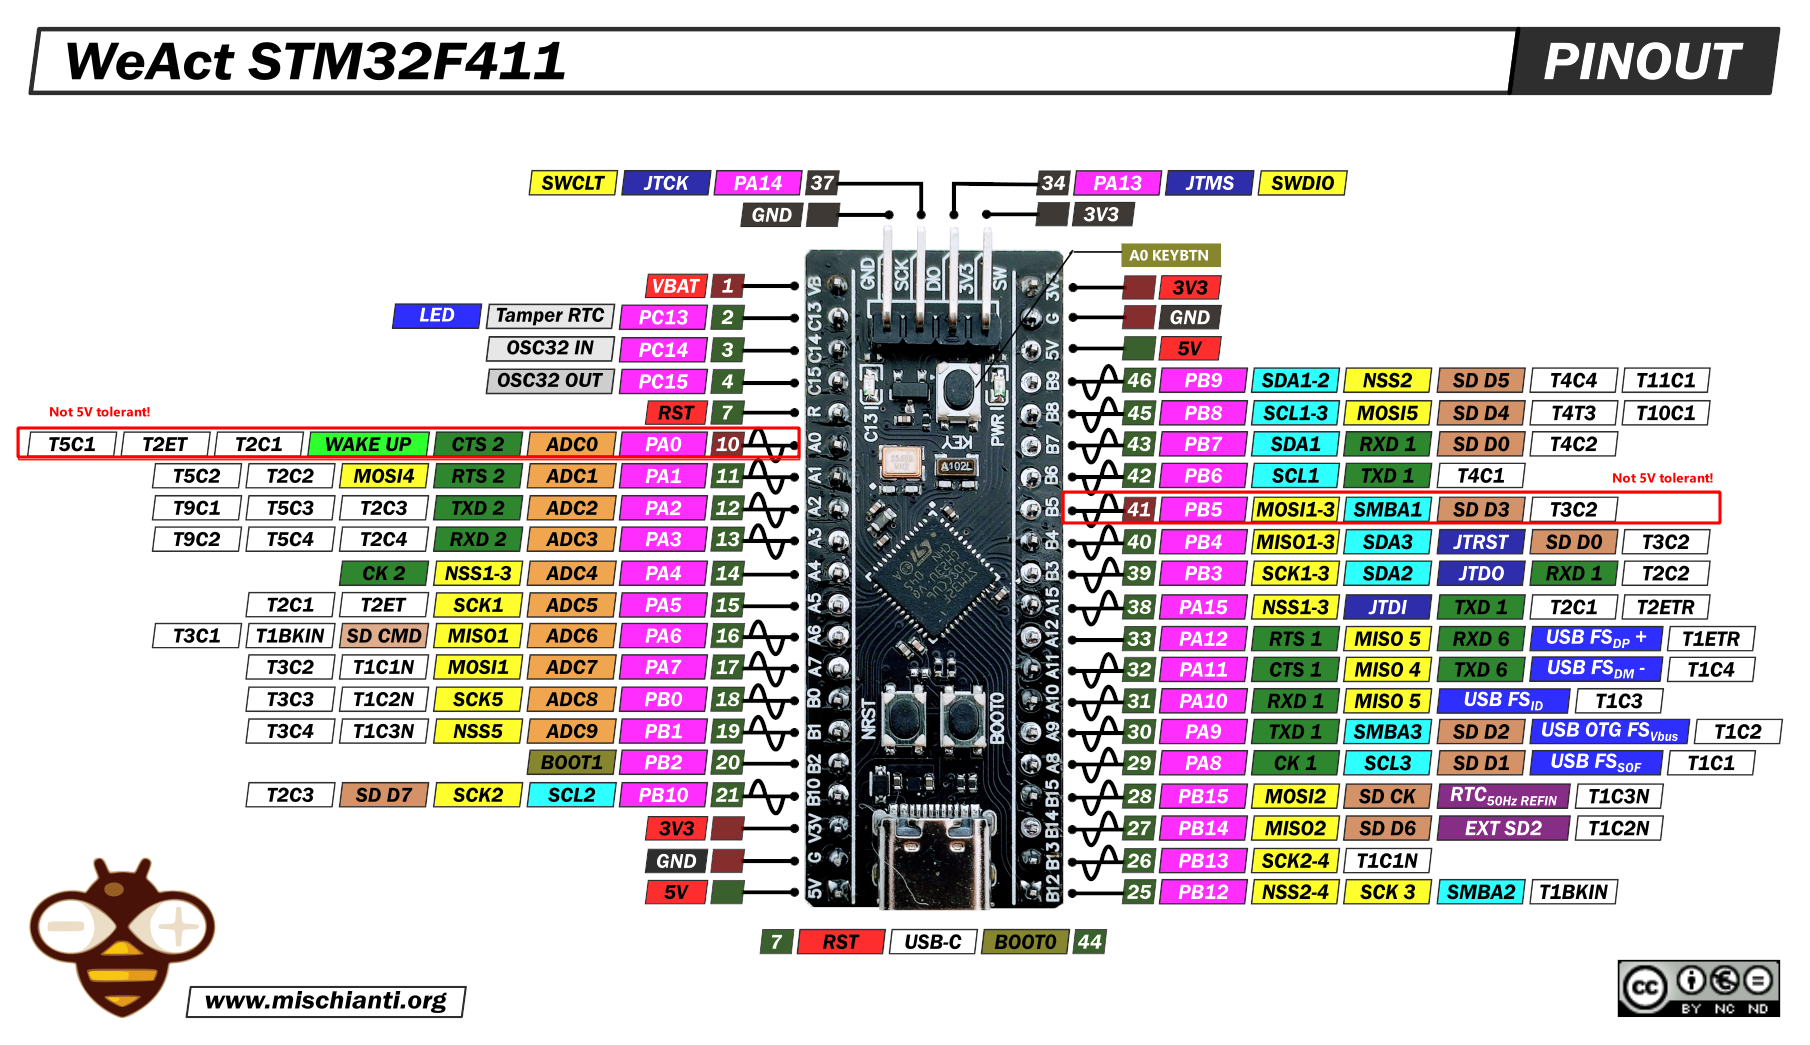 WeAct STM32F411 PINOUT
SWCLT JTCK PA14 37
34 PA13 JTMS SWDIO
GND
3V3
A0 KEYBTN
VBAT 1
LED Tamper RTC PC13 2
OSC32 IN PC14 3
OSC32 OUT PC15 4
RST 7
Not 5V tolerant!
T5C1 T2ET T2C1 WAKE UP CTS 2 ADC0 PA0 10
T5C2 T2C2 MOSI4 RTS 2 ADC1 PA1 11
T9C1 T5C3 T2C3 TXD 2 ADC2 PA2 12
T9C2 T5C4 T2C4 RXD 2 ADC3 PA3 13
CK 2 NSS1-3 ADC4 PA4 14
T2C1 T2ET SCK1 ADC5 PA5 15
T3C1 T1BKIN SD CMD MISO1 ADC6 PA6 16
T3C2 T1C1N MOSI1 ADC7 PA7 17
T3C3 T1C2N SCK5 ADC8 PB0 18
T3C4 T1C3N NSS5 ADC9 PB1 19
BOOT1 PB2 20
T2C3 SD D7 SCK2 SCL2 PB10 21
3V3
GND
5V
GND SCK DIO 3V3 SW
VB
C13
C14
C15
R
A0
A1
A2
A3
A4
A5
A6
A7
B0
B1
B2
B10
V3V
G
5V
C13
KEY
PWR
A102L
NRST
BOOT0
3V3
G
5V
B9
B8
B7
B6
B5
B4
B3
A15
A12
A11
A10
A9
A8
B15
B14
B13
B12
3V3
GND
5V
46 PB9 SDA1-2 NSS2 SD D5 T4C4 T11C1
45 PB8 SCL1-3 MOSI5 SD D4 T4T3 T10C1
43 PB7 SDA1 RXD 1 SD D0 T4C2
42 PB6 SCL1 TXD 1 T4C1
Not 5V tolerant!
41 PB5 MOSI1-3 SMBA1 SD D3 T3C2
40 PB4 MISO1-3 SDA3 JTRST SD D0 T3C2
39 PB3 SCK1-3 SDA2 JTDO RXD 1 T2C2
38 PA15 NSS1-3 JTDI TXD 1 T2C1 T2ETR
33 PA12 RTS 1 MISO 5 RXD 6 USB FSDP + T1ETR
32 PA11 CTS 1 MISO 4 TXD 6 USB FSDM - T1C4
31 PA10 RXD 1 MISO 5 USB FSID T1C3
30 PA9 TXD 1 SMBA3 SD D2 USB OTG FSVbus T1C2
29 PA8 CK 1 SCL3 SD D1 USB FSSOF T1C1
28 PB15 MOSI2 SD CK RTC50Hz REFIN T1C3N
27 PB14 MISO2 SD D6 EXT SD2 T1C2N
26 PB13 SCK2-4 T1C1N
25 PB12 NSS2-4 SCK 3 SMBA2 T1BKIN
7 RST USB-C BOOT0 44
www.mischianti.org
cc
BY NC ND